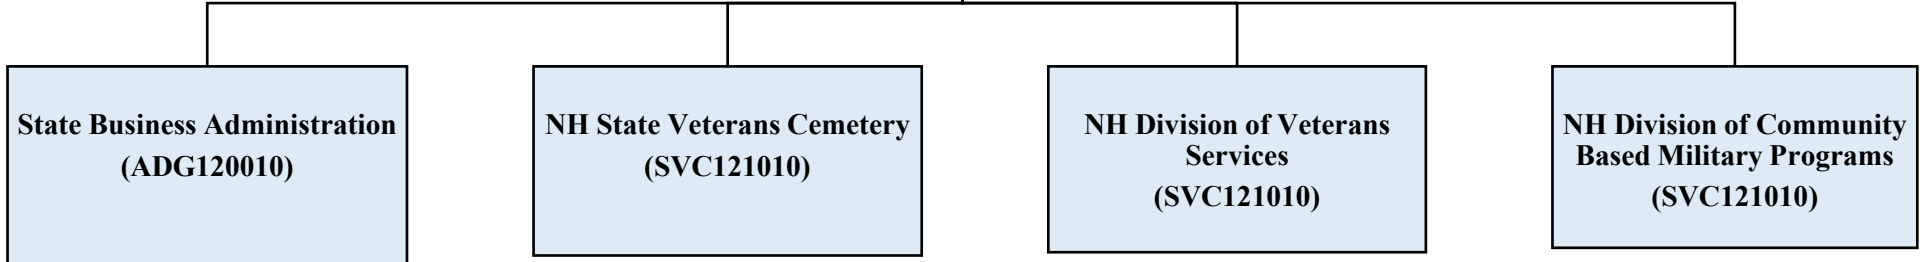 State Business Administration
(ADG120010)
NH State Veterans Cemetery
(SVC121010)
NH Division of Veterans
Services
(SVC121010)
NH Division of Community
Based Military Programs
(SVC121010)